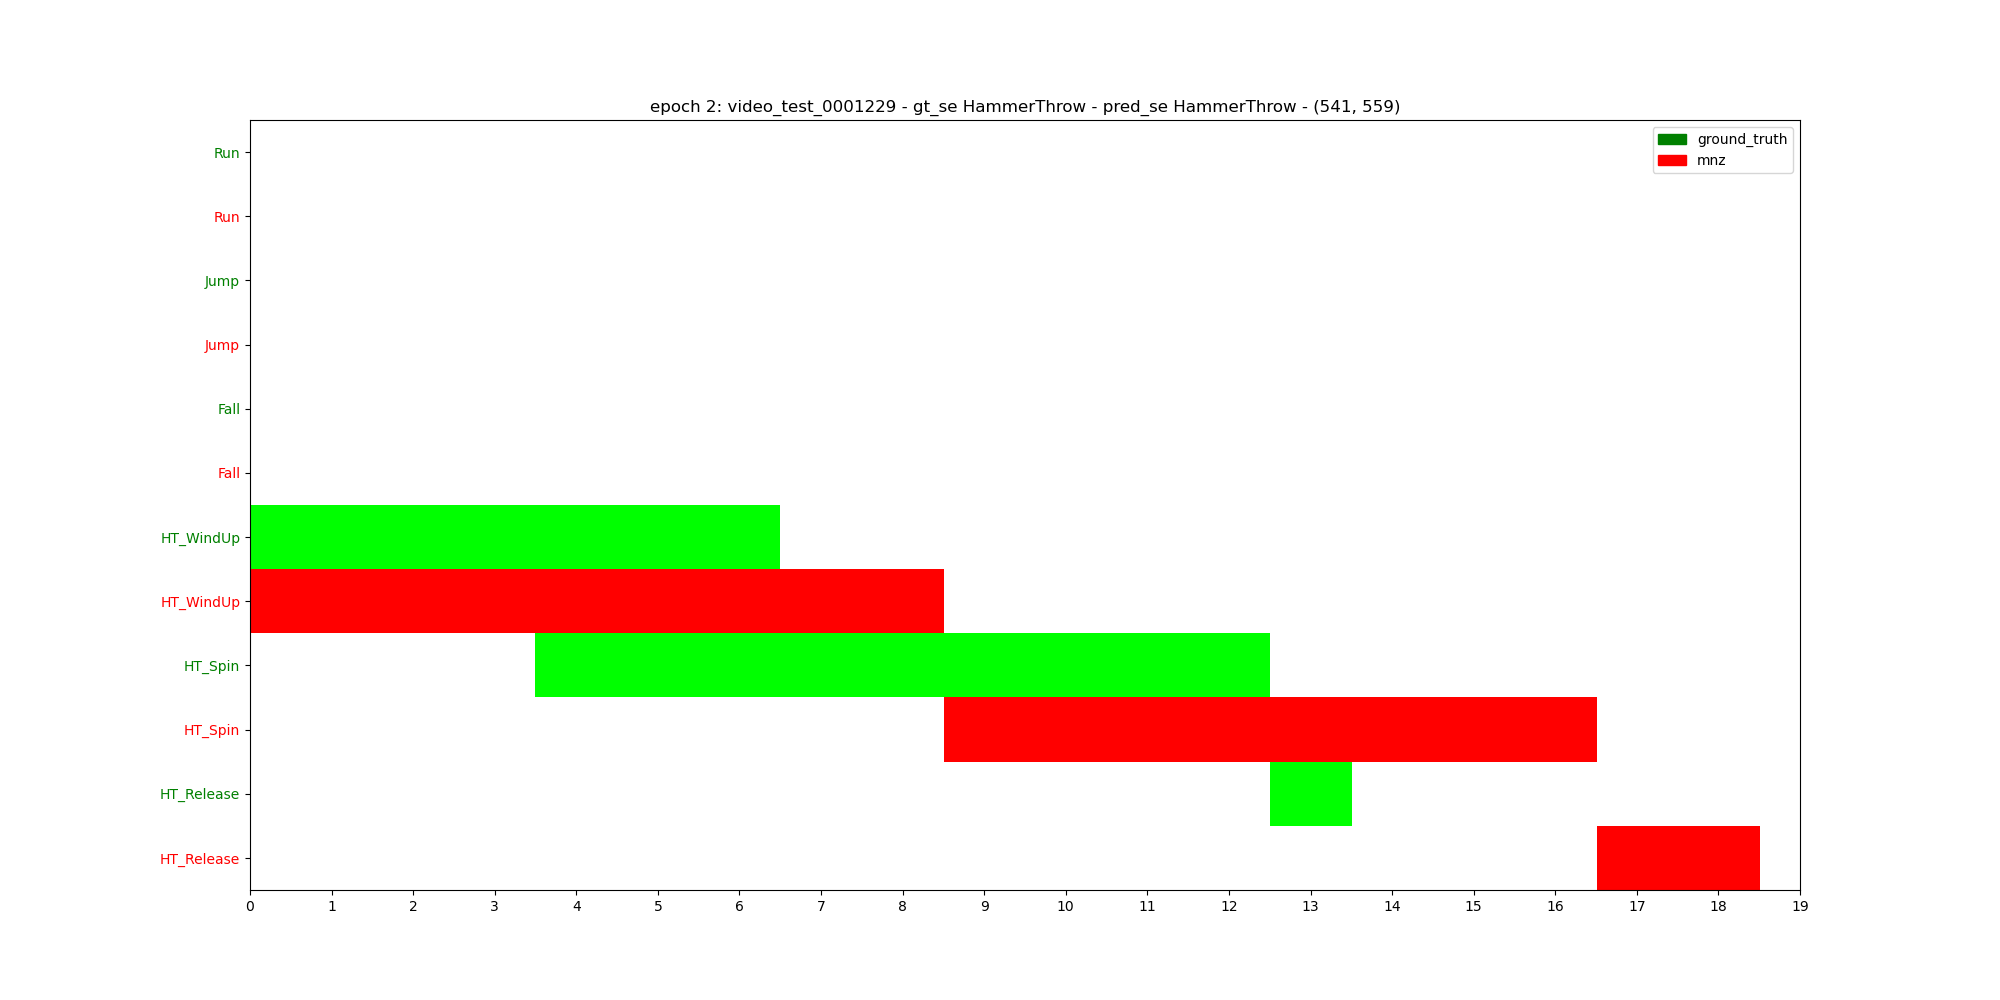 epoch 2: video_test_0001229 - gt_se HammerThrow - pred_se HammerThrow - (541, 559)
ground_truth
mnz
Run
Run
Jump
Jump
Fall
Fall
HT_WindUp
HT_WindUp
HT_Spin
HT_Spin
HT_Release
HT_Release
0 1 2 3 4 5 6 7 8 9 10 11 12 13 14 15 16 17 18 19